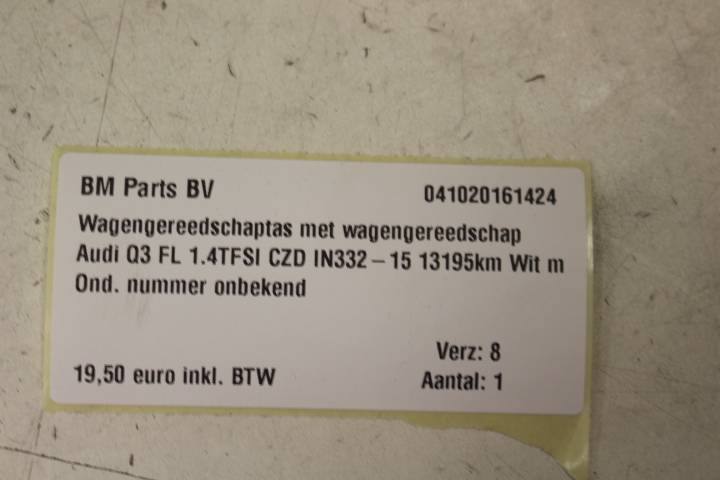 BM Parts BV 041020161424
Wagengereedschaptas met wagengereedschap
Audi Q3 FL 1.4TFSI CZD IN332-15 13195km Wit m
Ond. nummer onbekend
Verz: 8
19,50 euro inkl. BTW Aantal: 1